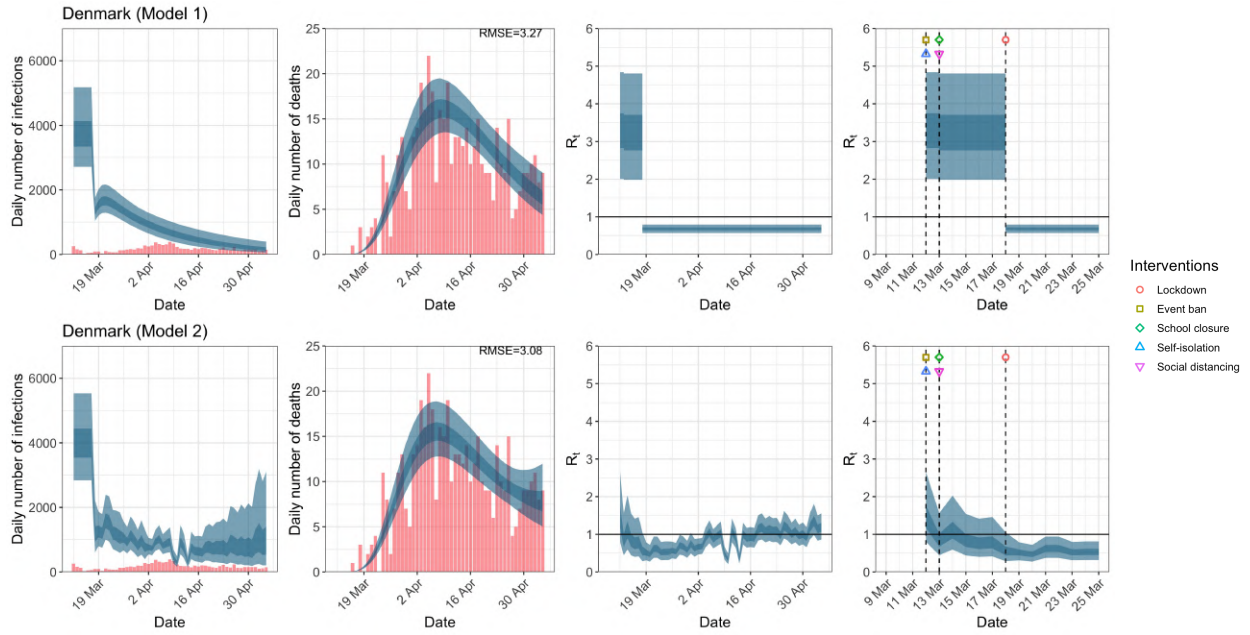 Denmark (Model 1)
Daily number of infections
6000
4000
2000
0
19 Mar
2 Apr
16 Apr
30 Apr
Date
RMSE=3.27
Daily number of deaths
25
20
15
10
5
0
19 Mar
2 Apr
16 Apr
30 Apr
Date
Rt
6
5
4
3
2
1
0
19 Mar
2 Apr
16 Apr
30 Apr
Date
Rt
6
5
4
3
2
1
0
9 Mar
11 Mar
13 Mar
15 Mar
17 Mar
19 Mar
21 Mar
23 Mar
25 Mar
Date
Interventions
Lockdown
Event ban
School closure
Self-isolation
Social distancing
Denmark (Model 2)
Daily number of infections
6000
4000
2000
0
19 Mar
2 Apr
16 Apr
30 Apr
Date
RMSE=3.08
Daily number of deaths
25
20
15
10
5
0
19 Mar
2 Apr
16 Apr
30 Apr
Date
Rt
6
5
4
3
2
1
0
19 Mar
2 Apr
16 Apr
30 Apr
Date
Rt
6
5
4
3
2
1
0
9 Mar
11 Mar
13 Mar
15 Mar
17 Mar
19 Mar
21 Mar
23 Mar
25 Mar
Date